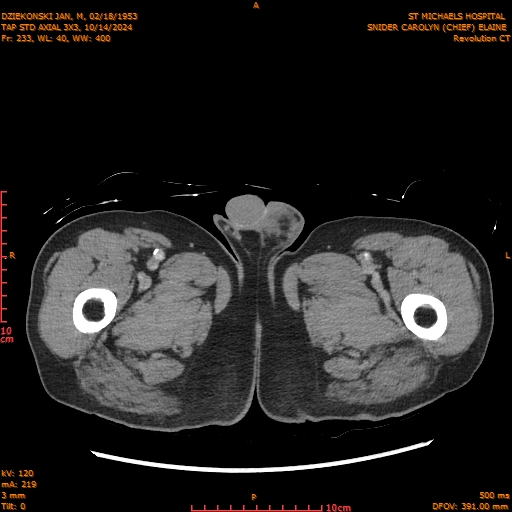 A
DZIEKONSKI JAN, M, 02/18/1953
TAP STD AXIAL 3X3, 10/14/2024
Fr: 233, WL: 40, WW: 400
ST MICHAELS HOSPITAL
SNIDER CAROLYN (CHIEF) ELAINE
Revolution CT
R
L
10
cm
kV: 120
mA: 219
3 mm
Tilt: 0
P
10cm
500 ms
DFOV: 391.00 mm